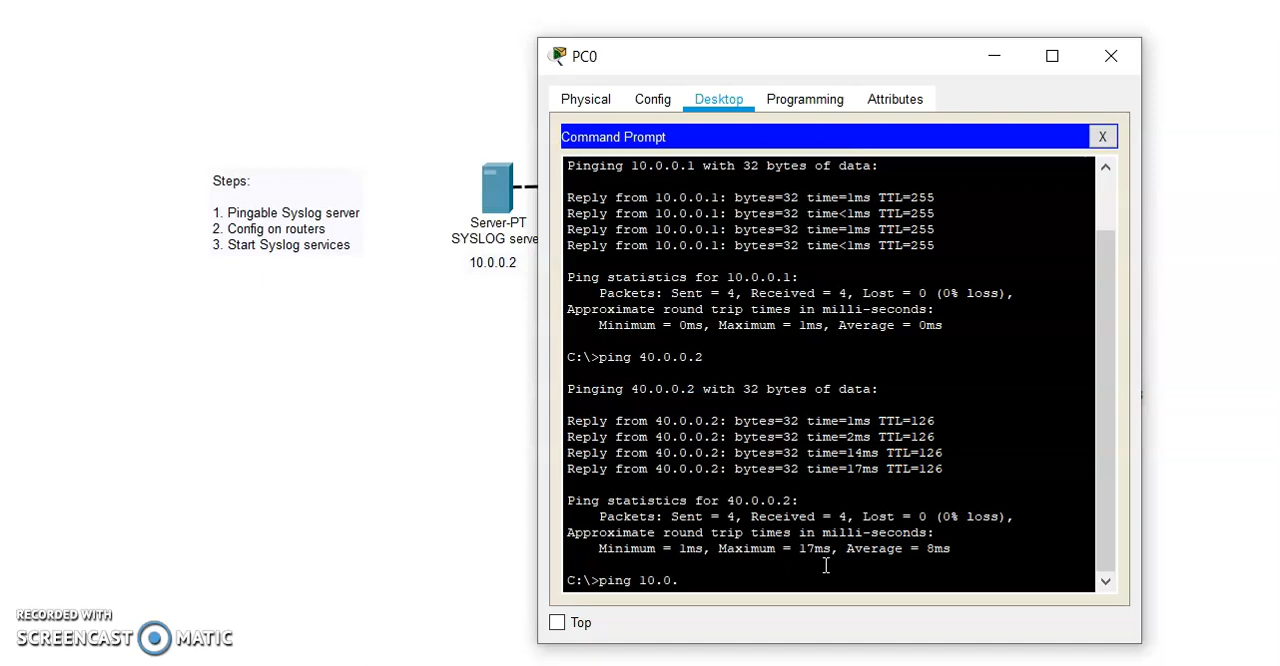 PC0
Physical Config Desktop Programming Attributes
Command Prompt X
Pinging 10.0.0.1 with 32 bytes of data:
Reply from 10.0.0.1: bytes=32 time=1ms TTL=255
Reply from 10.0.0.1: bytes=32 time<1ms TTL=255
Reply from 10.0.0.1: bytes=32 time=1ms TTL=255
Reply from 10.0.0.1: bytes=32 time<1ms TTL=255
Ping statistics for 10.0.0.1:
Packets: Sent = 4, Received = 4, Lost = 0 (0% loss),
Approximate round trip times in milli-seconds:
Minimum = 0ms, Maximum = 1ms, Average = 0ms
C:\>ping 40.0.0.2
Pinging 40.0.0.2 with 32 bytes of data:
Reply from 40.0.0.2: bytes=32 time=1ms TTL=126
Reply from 40.0.0.2: bytes=32 time=2ms TTL=126
Reply from 40.0.0.2: bytes=32 time=14ms TTL=126
Reply from 40.0.0.2: bytes=32 time=17ms TTL=126
Ping statistics for 40.0.0.2:
Packets: Sent = 4, Received = 4, Lost = 0 (0% loss),
Approximate round trip times in milli-seconds:
Minimum = 1ms, Maximum = 17ms, Average = 8ms
C:\>ping 10.0.
Top
Steps:
1. Pingable Syslog server
2. Config on routers
3. Start Syslog services
Server-PT
SYSLOG serve
10.0.0.2
RECORDED WITH
SCREENCAST MATIC